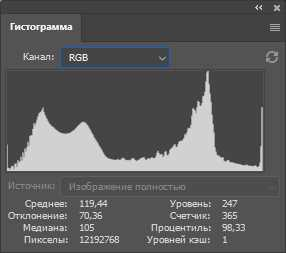 Гистограмма
Канал: RGB
Источник: Изображение полностью
Среднее: 119,44 Уровень: 247
Отклонение: 70,36 Счетчик: 365
Медиана: 105 Процентиль: 98,33
Пикселы: 12192768 Уровней кэш: 1